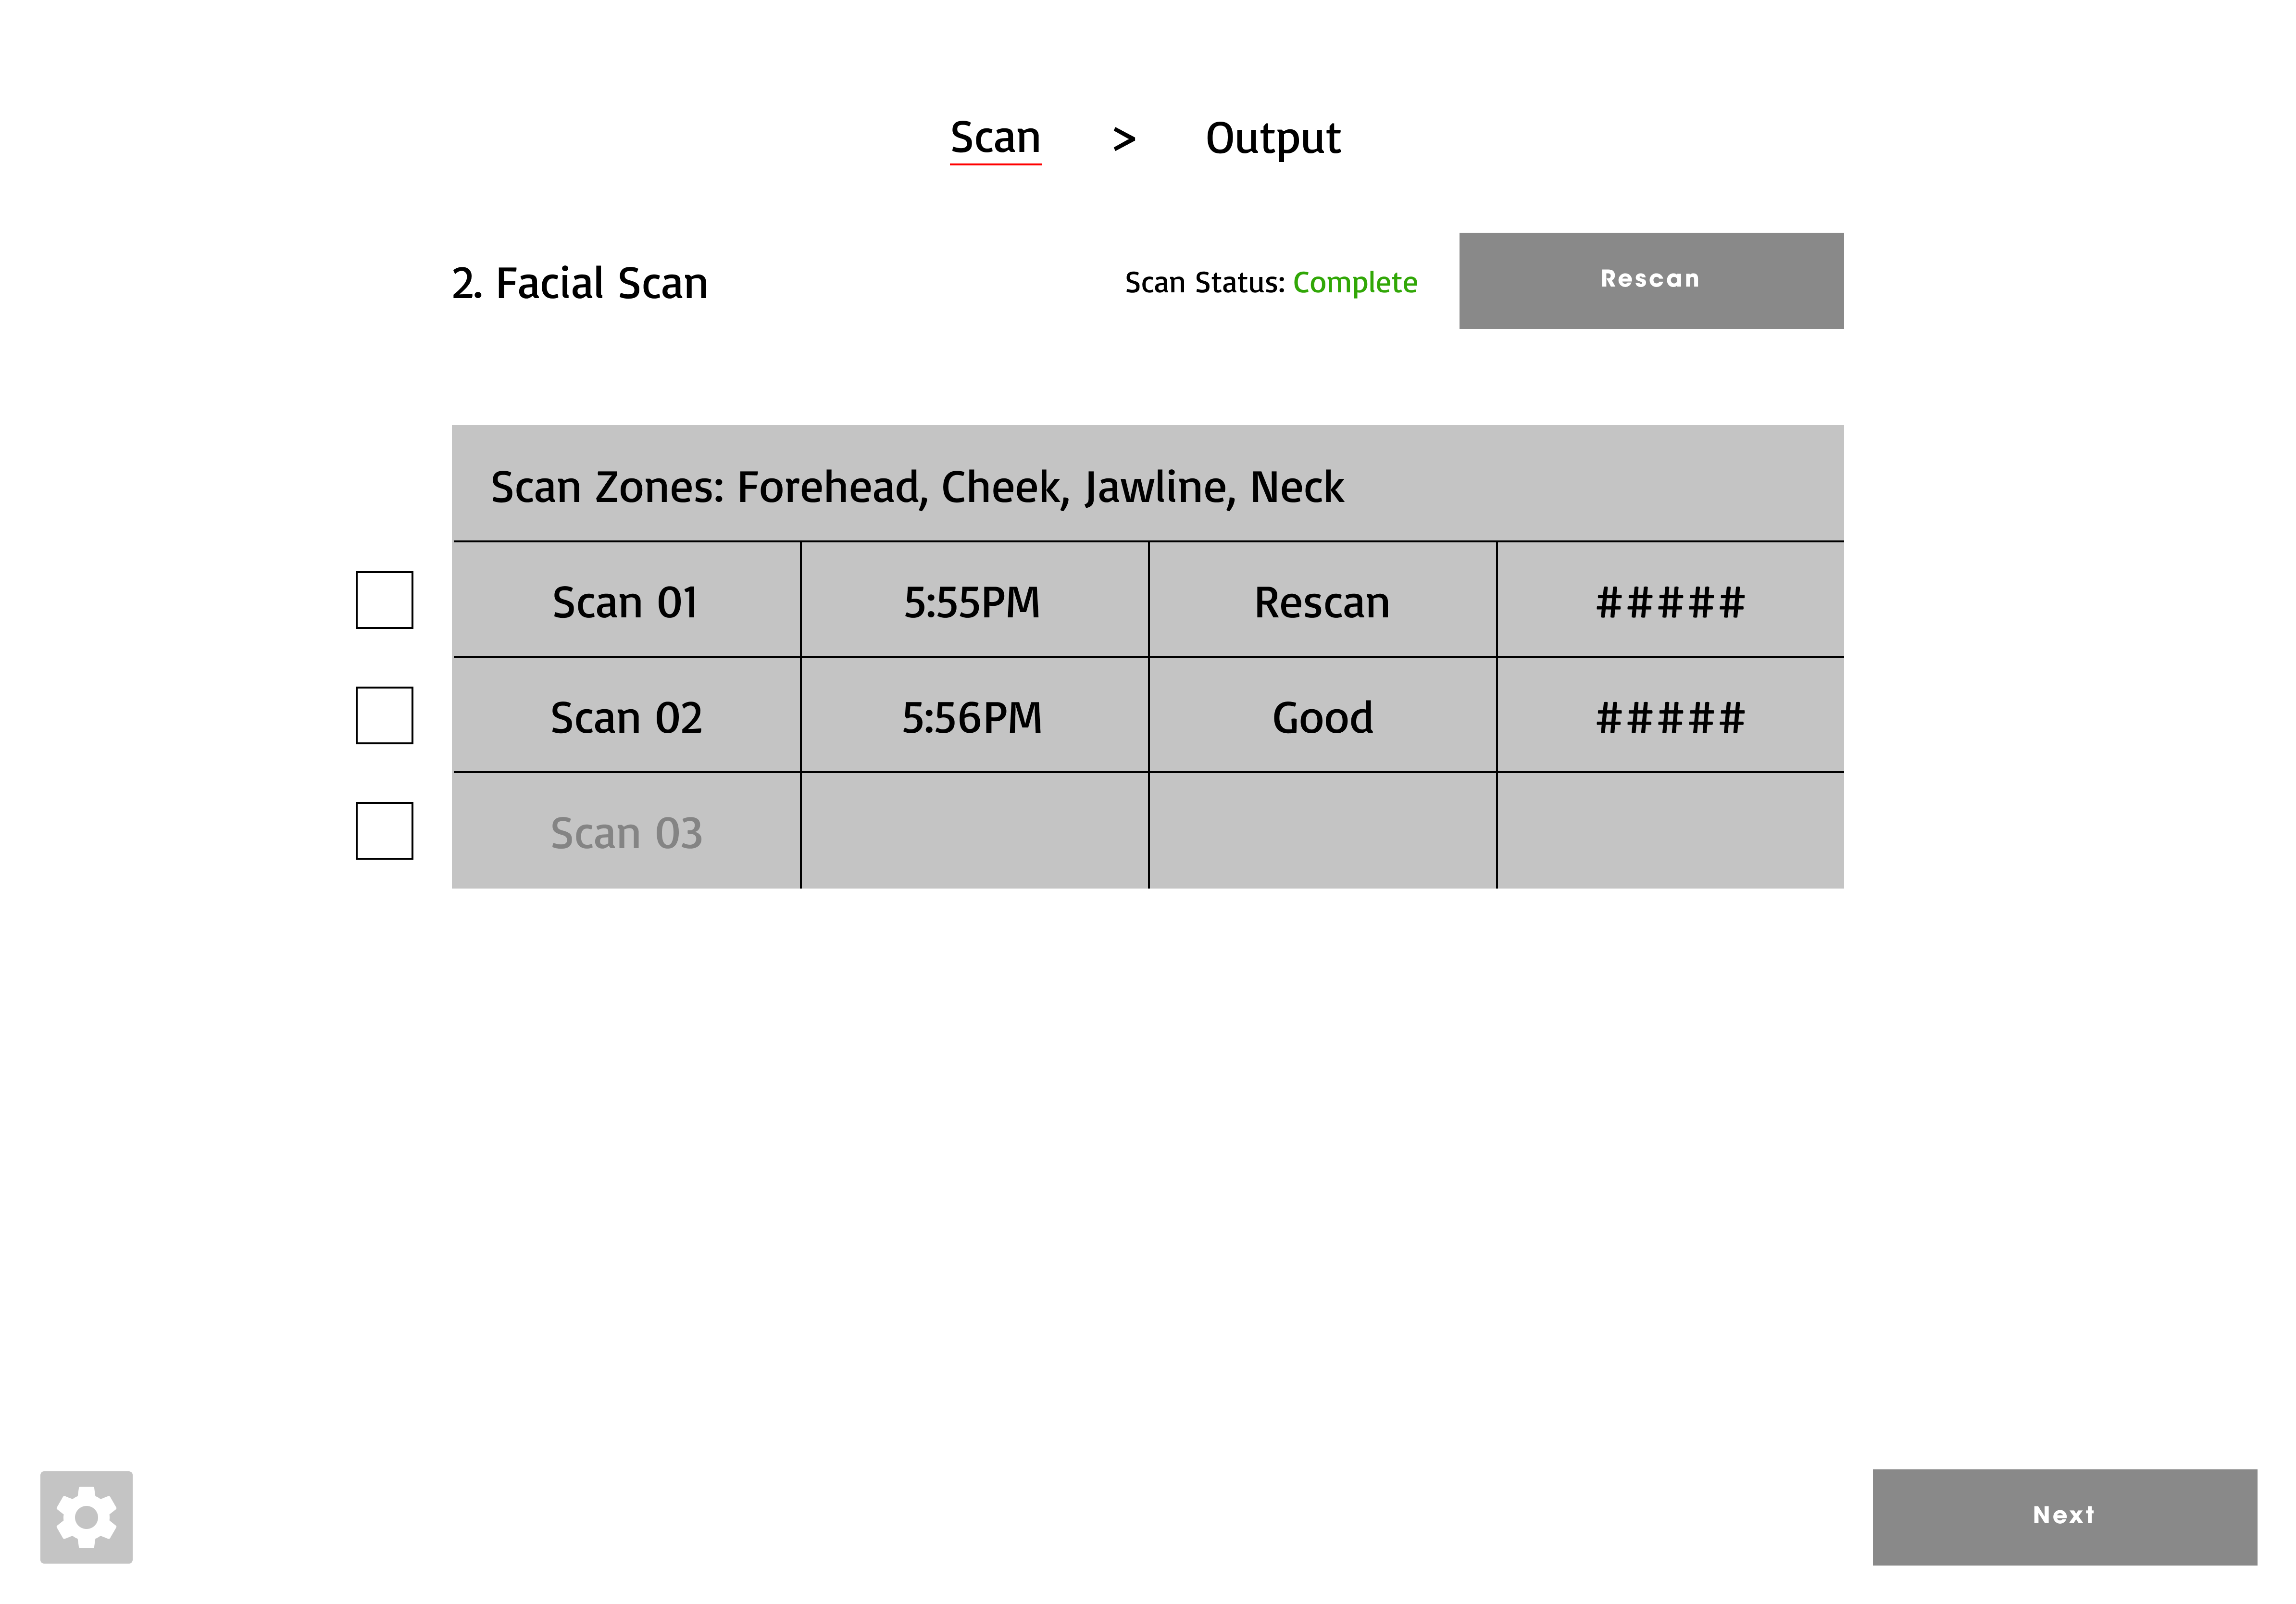 Scan > Output
2. Facial Scan
Scan Status: Complete
Rescan
Scan Zones: Forehead, Cheek, Jawline, Neck
Scan 01 5:55PM Rescan #####
Scan 02 5:56PM Good #####
Scan 03
Next